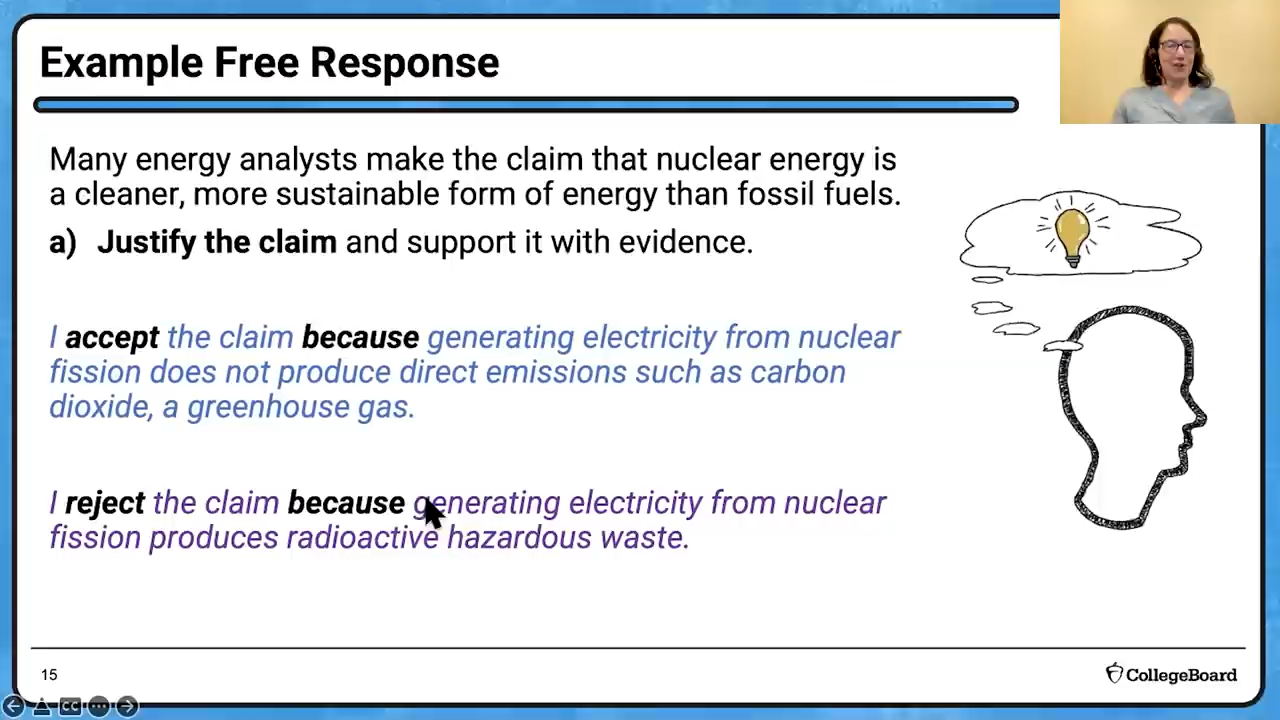 Example Free Response
Many energy analysts make the claim that nuclear energy is
a cleaner, more sustainable form of energy than fossil fuels.
a) Justify the claim and support it with evidence.
I accept the claim because generating electricity from nuclear
fission does not produce direct emissions such as carbon
dioxide, a greenhouse gas.
I reject the claim because generating electricity from nuclear
fission produces radioactive hazardous waste.
15
CollegeBoard
CC